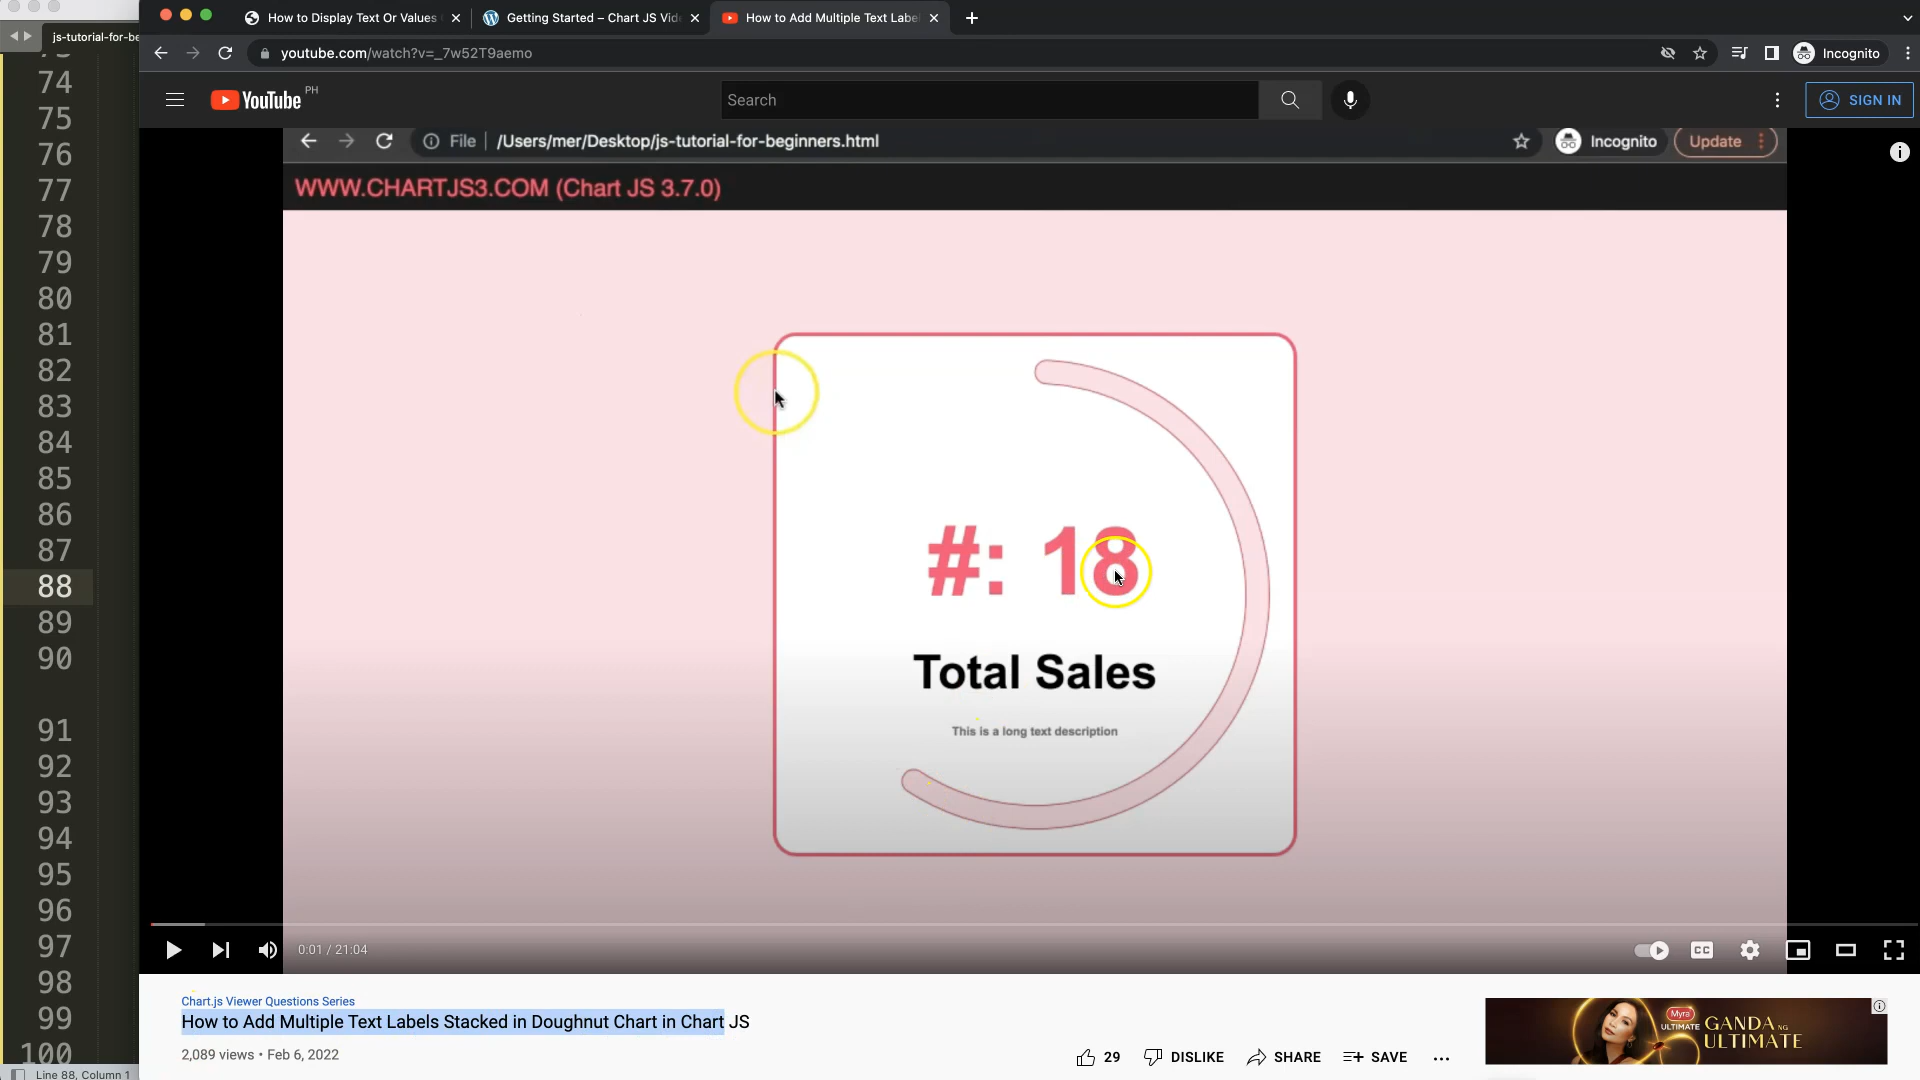 How to Display Text Or Values
Getting Started – Chart JS Vid
How to Add Multiple Text Labe
js-tutorial-for-be
youtube.com/watch?v=_7w52T9aemo
Incognito
YouTube PH
Search
SIGN IN
File /Users/mer/Desktop/js-tutorial-for-beginners.html
Incognito
Update
WWW.CHARTJS3.COM (Chart JS 3.7.0)
74
75
76
77
78
79
80
81
82
83
84
85
86
87
88
89
90
91
92
93
94
95
96
97
98
99
100
#: 18
Total Sales
This is a long text description
0:01 / 21:04
CC
Chart.js Viewer Questions Series
How to Add Multiple Text Labels Stacked in Doughnut Chart in Chart JS
2,089 views • Feb 6, 2022
29
DISLIKE
SHARE
SAVE
Myra
ULTIMATE
GANDA NG
ULTIMATE
Line 88, Column 1